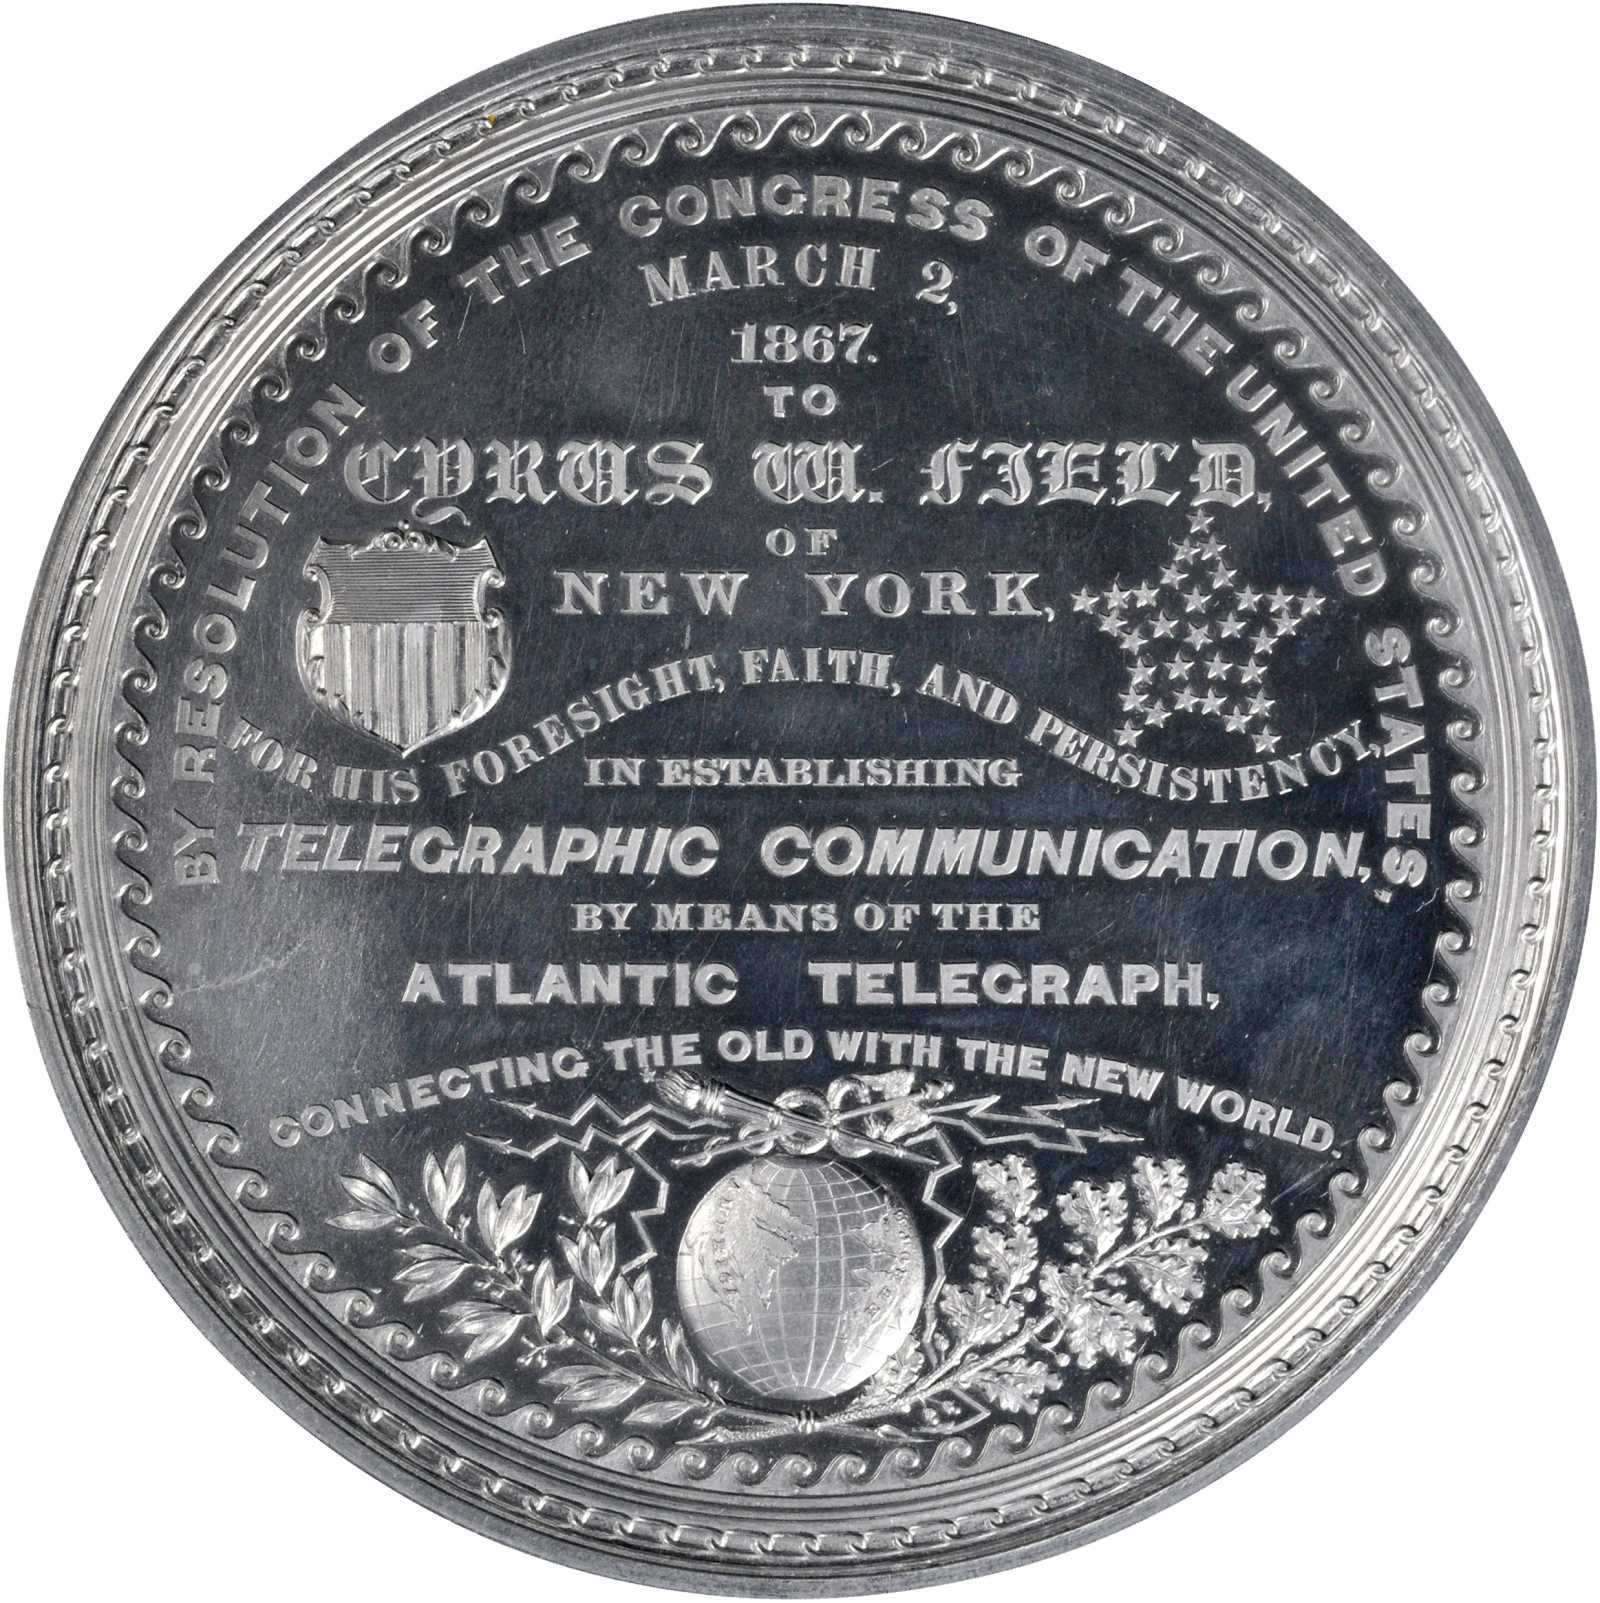 BY RESOLUTION OF THE CONGRESS OF THE UNITED STATES,
MARCH 2,
1867.
TO
CYRUS W. FIELD,
OF
NEW YORK,
FOR HIS FORESIGHT, FAITH, AND PERSISTENCY,
IN ESTABLISHING
TELEGRAPHIC COMMUNICATION,
BY MEANS OF THE
ATLANTIC TELEGRAPH,
CONNECTING THE OLD WITH THE NEW WORLD.